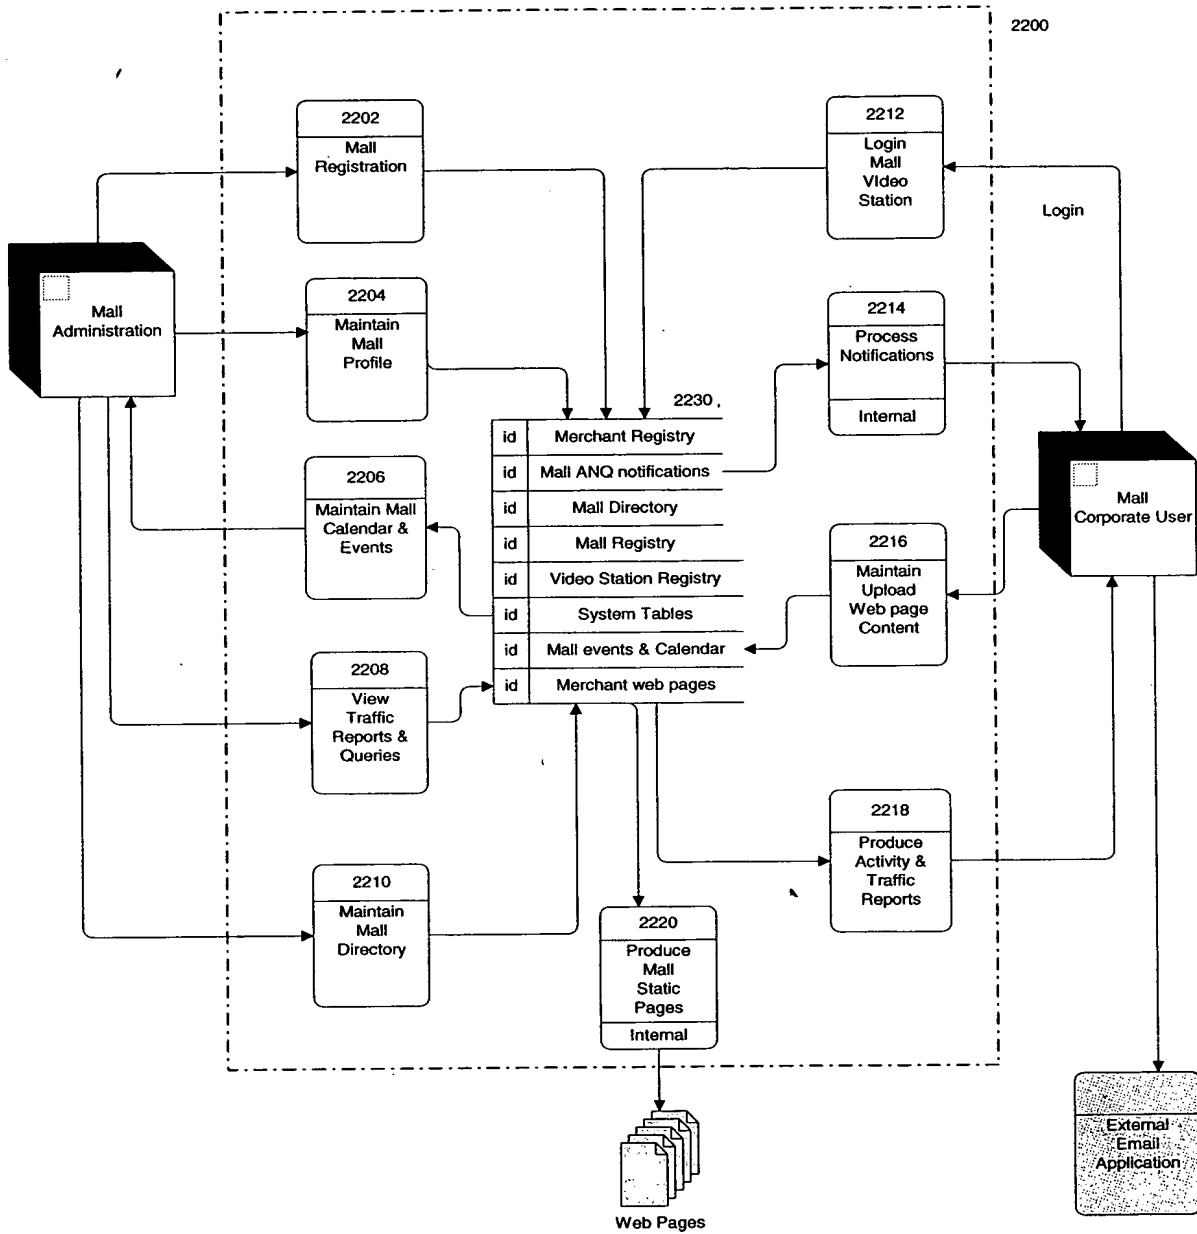 2200
2202
Mall
Registration
2212
Login
Mall
VIdeo
Station
Login
Mall
Administration
2204
Maintain
Mall
Profile
2214
Process
Notifications
Internal
2230
id Merchant Registry
id Mall ANQ notifications
id Mall Directory
id Mall Registry
id Video Station Registry
id System Tables
id Mall events & Calendar
id Merchant web pages
2206
Maintain Mall
Calendar &
Events
Mall
Corporate User
2216
Maintain
Upload
Web page
Content
2208
View
Traffic
Reports &
Queries
2218
Produce
Activity &
Traffic
Reports
2210
Maintain
Mall
Directory
2220
Produce
Mall
Static
Pages
Internal
External
Email
Application
Web Pages